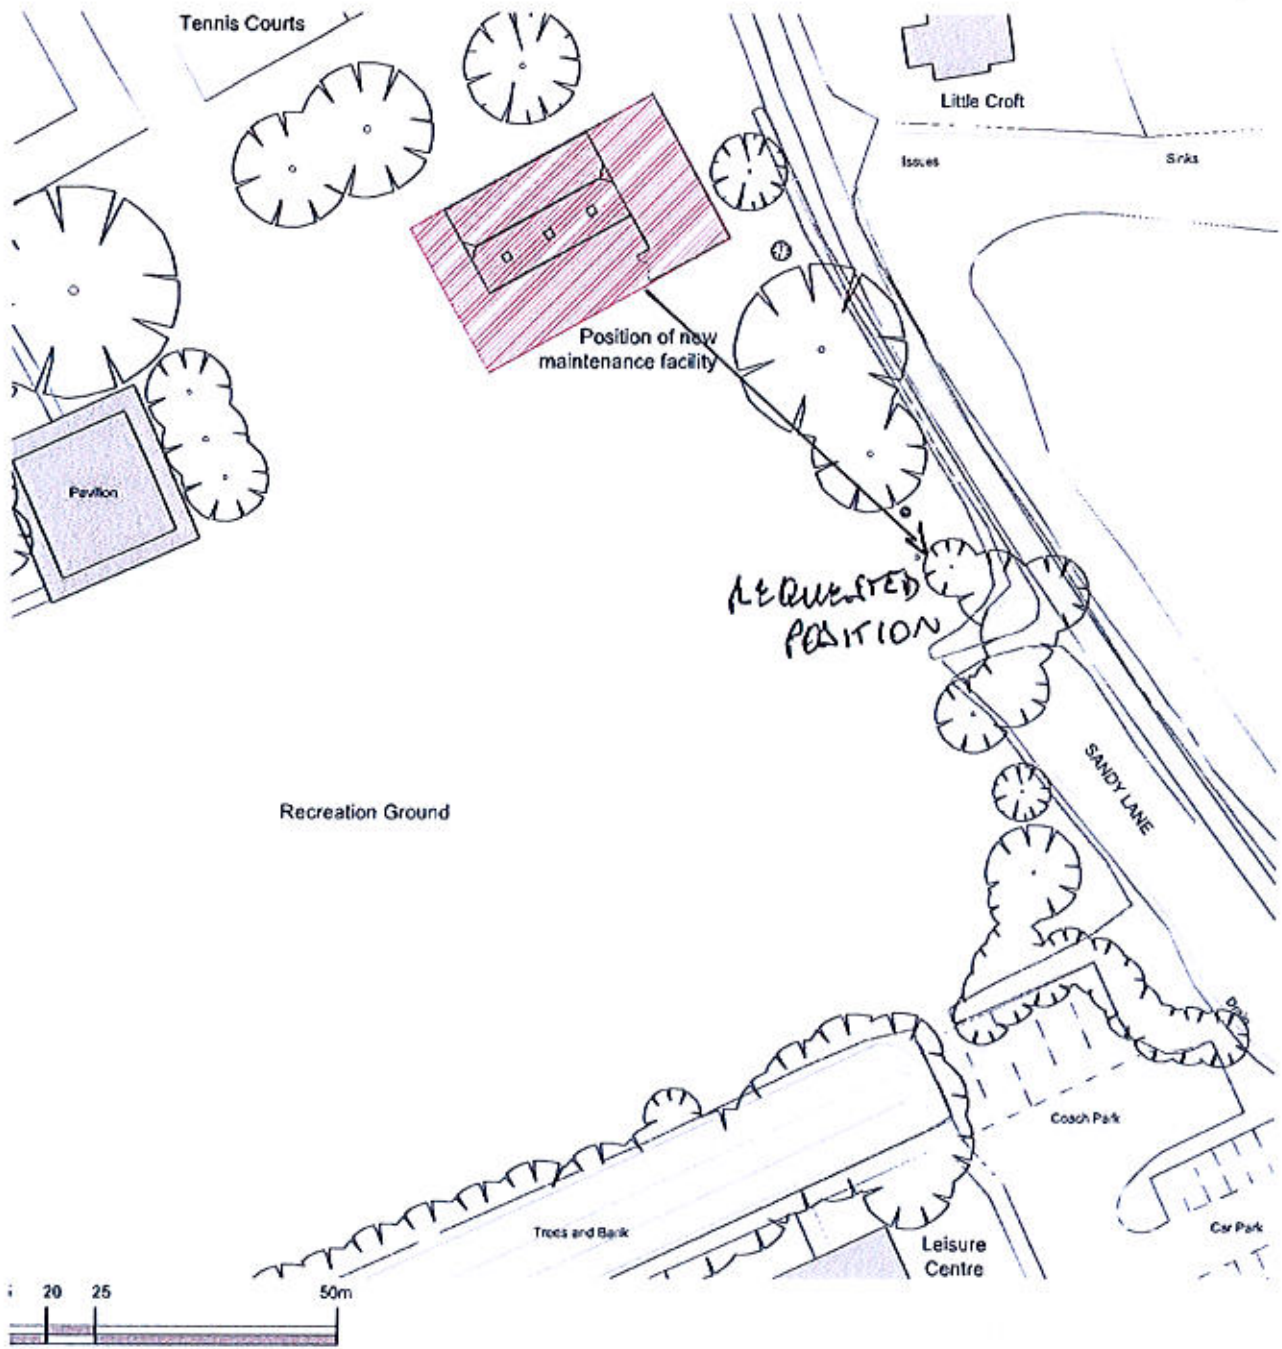 Tennis Courts
Little Croft
Issues
Sinks
Position of new
maintenance facility
Pavilion
REQUESTED
POSITION
Recreation Ground
SANDY LANE
Drain
Coach Park
Trees and Bank
Car Park
Leisure
Centre
20 25 50m